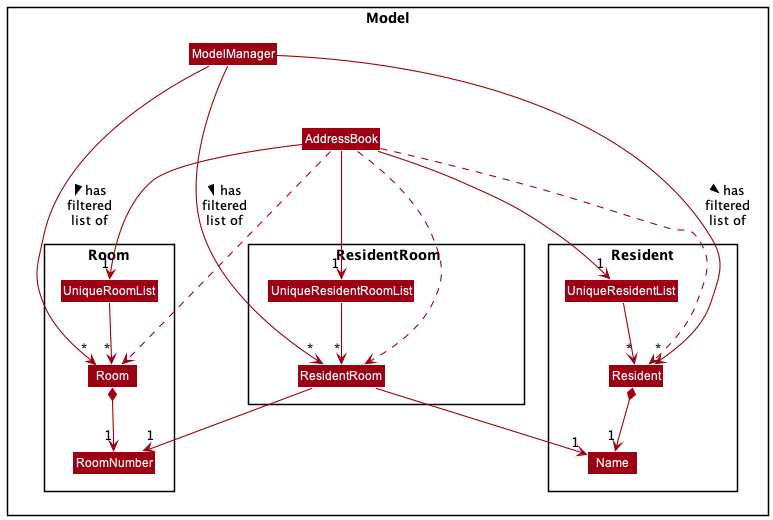 Model
ModelManager
AddressBook
has
filtered
list of
has
filtered
list of
has
filtered
list of
Room
ResidentRoom
Resident
1
1
1
UniqueRoomList
UniqueResidentRoomList
UniqueResidentList
*
*
*
*
*
*
Room
ResidentRoom
Resident
1
1
1
1
RoomNumber
Name